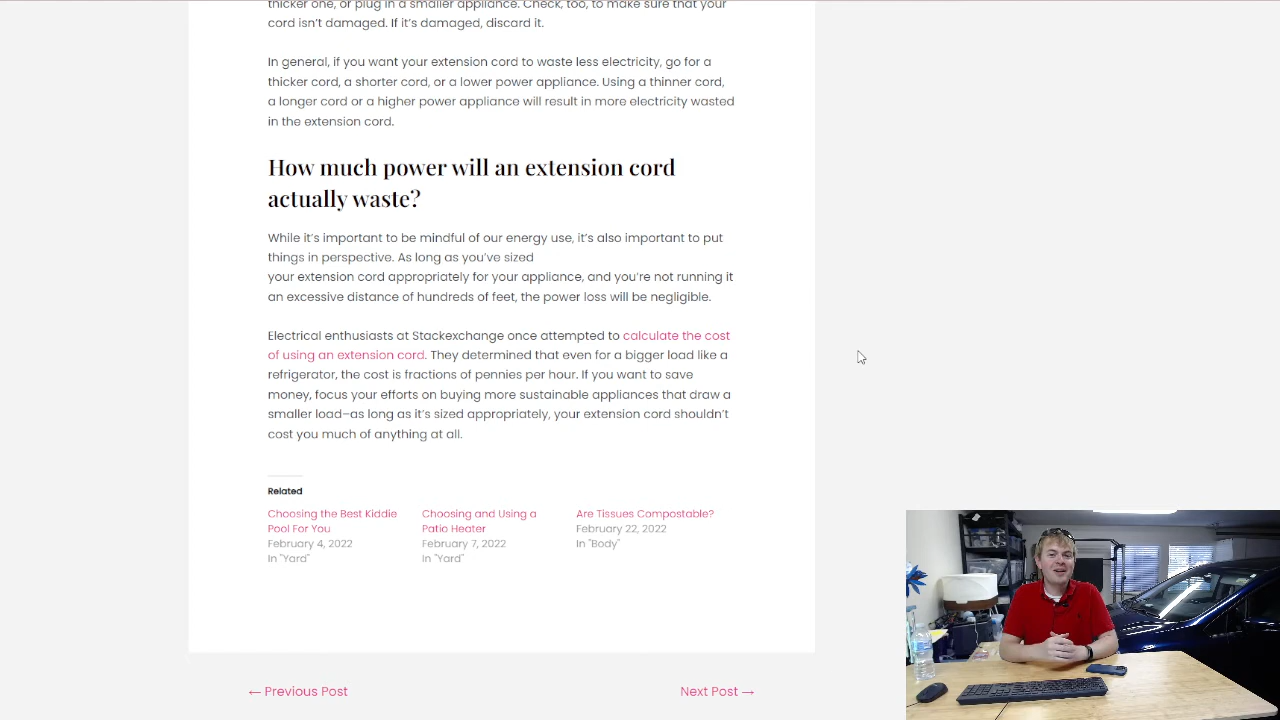 thicker one, or plug in a smaller appliance. Check, too, to make sure that your
cord isn't damaged. If it's damaged, discard it.
In general, if you want your extension cord to waste less electricity, go for a
thicker cord, a shorter cord, or a lower power appliance. Using a thinner cord,
a longer cord or a higher power appliance will result in more electricity wasted
in the extension cord.
How much power will an extension cord
actually waste?
While it's important to be mindful of our energy use, it's also important to put
things in perspective. As long as you've sized
your extension cord appropriately for your appliance, and you're not running it
an excessive distance of hundreds of feet, the power loss will be negligible.
Electrical enthusiasts at Stackexchange once attempted to calculate the cost
of using an extension cord. They determined that even for a bigger load like a
refrigerator, the cost is fractions of pennies per hour. If you want to save
money, focus your efforts on buying more sustainable appliances that draw a
smaller load–as long as it's sized appropriately, your extension cord shouldn't
cost you much of anything at all.
Related
Choosing the Best Kiddie
Pool For You
February 4, 2022
In "Yard"
Choosing and Using a
Patio Heater
February 7, 2022
In "Yard"
Are Tissues Compostable?
February 22, 2022
In "Body"
← Previous Post
Next Post →